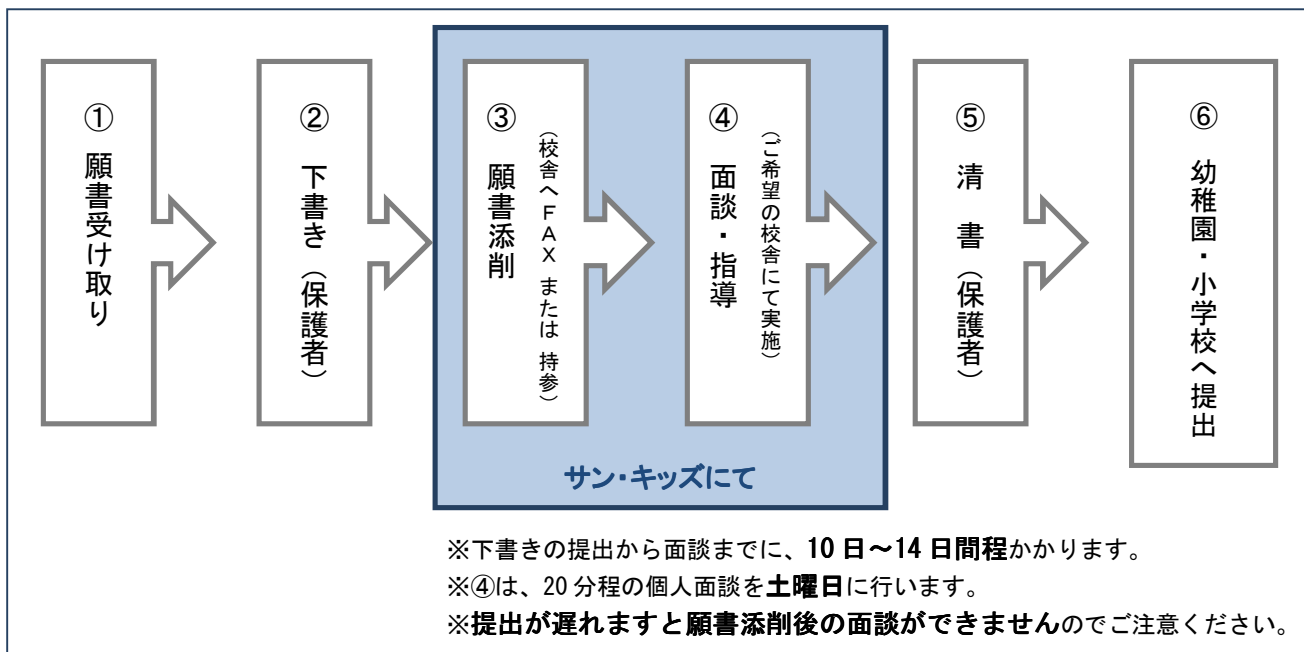 ① 願書受け取り
② 下書き（保護者）
③ 願書添削
（校舎へＦＡＸ または 持参）
④ 面談・指導
（ご希望の校舎にて実施）
⑤ 清 書（保護者）
⑥ 幼稚園・小学校へ提出
サン・キッズにて
※下書きの提出から面談までに、10日～14日間程かかります。
※④は、20分程の個人面談を土曜日に行います。
※提出が遅れますと願書添削後の面談ができませんのでご注意ください。